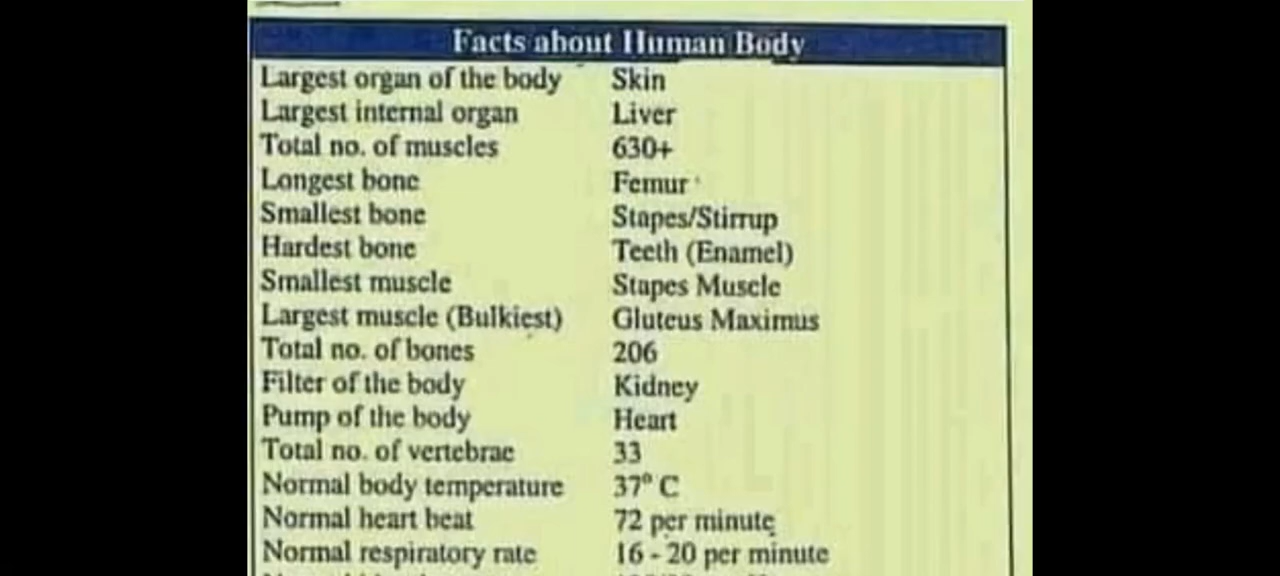 Facts about Human Body
Largest organ of the body Skin
Largest internal organ Liver
Total no. of muscles 630+
Longest bone Femur
Smallest bone Stapes/Stirrup
Hardest bone Teeth (Enamel)
Smallest muscle Stapes Muscle
Largest muscle (Bulkiest) Gluteus Maximus
Total no. of bones 206
Filter of the body Kidney
Pump of the body Heart
Total no. of vertebrae 33
Normal body temperature 37° C
Normal heart beat 72 per minute
Normal respiratory rate 16 - 20 per minute